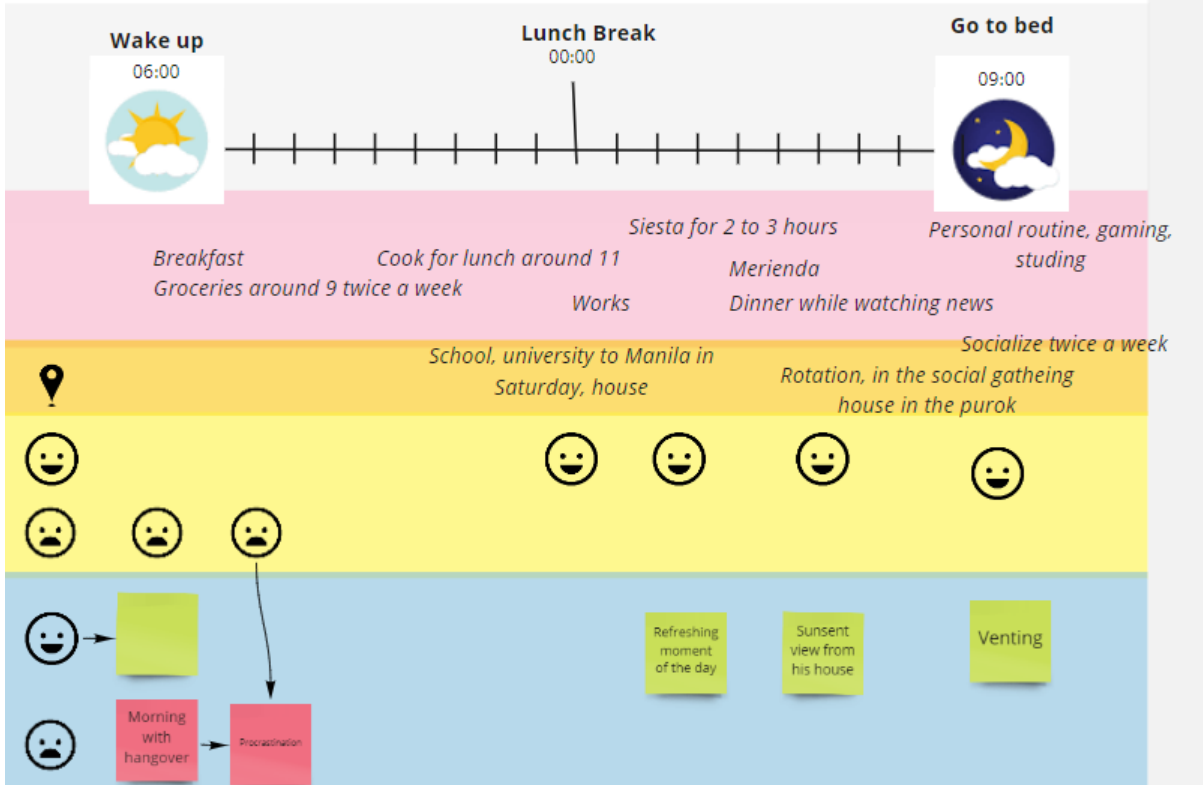 Wake up
06:00
Lunch Break
00:00
Go to bed
09:00
Siesta for 2 to 3 hours
Personal routine, gaming,
studing
Breakfast
Cook for lunch around 11
Merienda
Groceries around 9 twice a week
Works
Dinner while watching news
Socialize twice a week
School, university to Manila in
Saturday, house
Rotation, in the social gatheing
house in the purok
Refreshing
moment
of the day
Sunsent
view from
his house
Venting
Morning
with
hangover
Procrastination